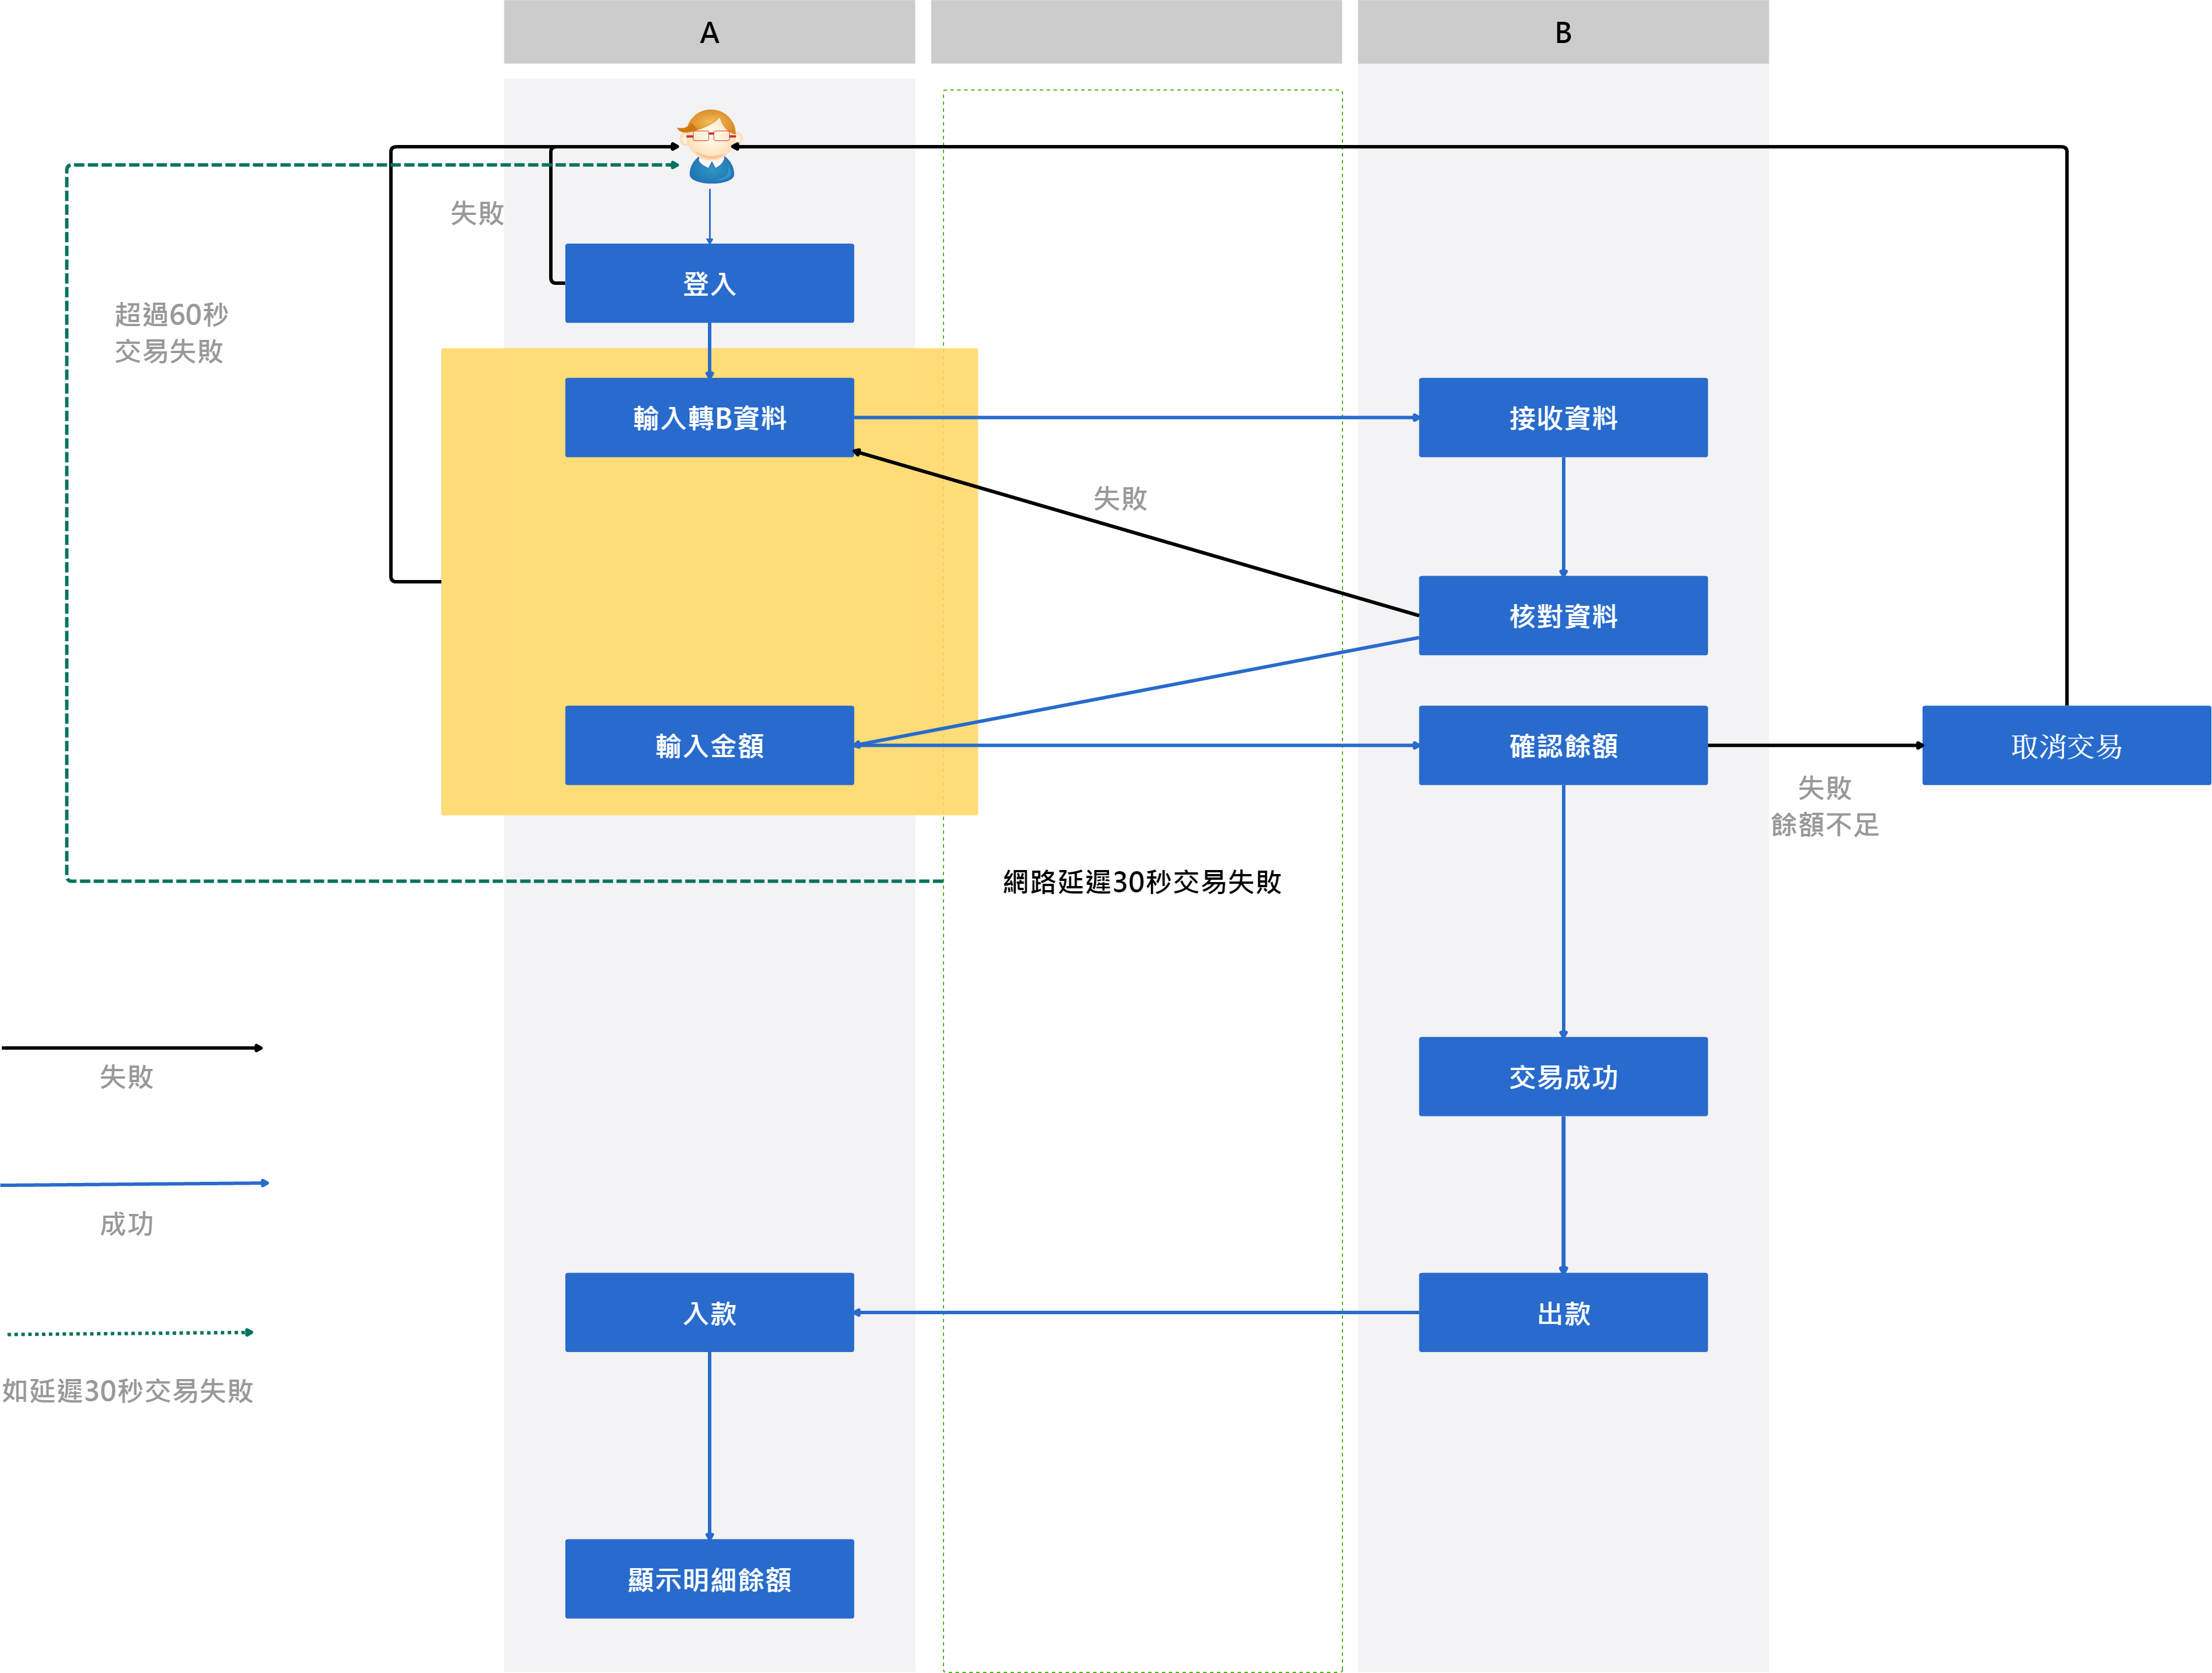 A
B
失敗
登入
超過60秒
交易失敗
輸入轉B資料
接收資料
失敗
核對資料
輸入金額
確認餘額
取消交易
失敗
餘額不足
網路延遲30秒交易失敗
失敗
交易成功
成功
入款
出款
如延遲30秒交易失敗
顯示明細餘額